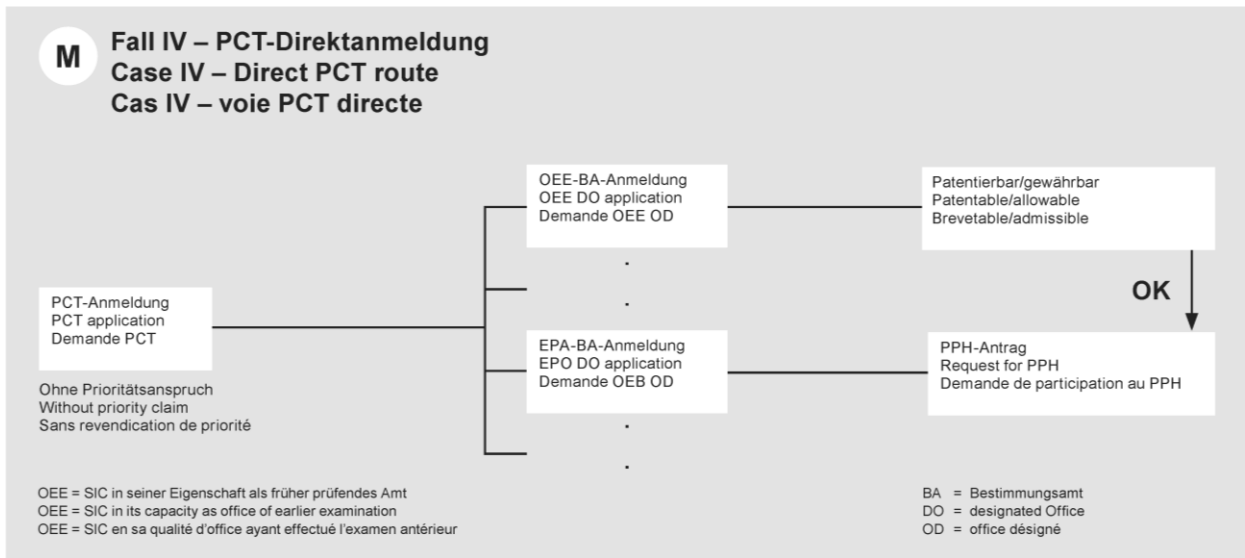 M
Fall IV – PCT-Direktanmeldung
Case IV – Direct PCT route
Cas IV – voie PCT directe
OEE-BA-Anmeldung
OEE DO application
Demande OEE OD
Patentierbar/gewährbar
Patentable/allowable
Brevetable/admissible
OK
PCT-Anmeldung
PCT application
Demande PCT
EPA-BA-Anmeldung
EPO DO application
Demande OEB OD
PPH-Antrag
Request for PPH
Demande de participation au PPH
Ohne Prioritätsanspruch
Without priority claim
Sans revendication de priorité
OEE = SIC in seiner Eigenschaft als früher prüfendes Amt
OEE = SIC in its capacity as office of earlier examination
OEE = SIC en sa qualité d'office ayant effectué l'examen antérieur
BA = Bestimmungsamt
DO = designated Office
OD = office désigné